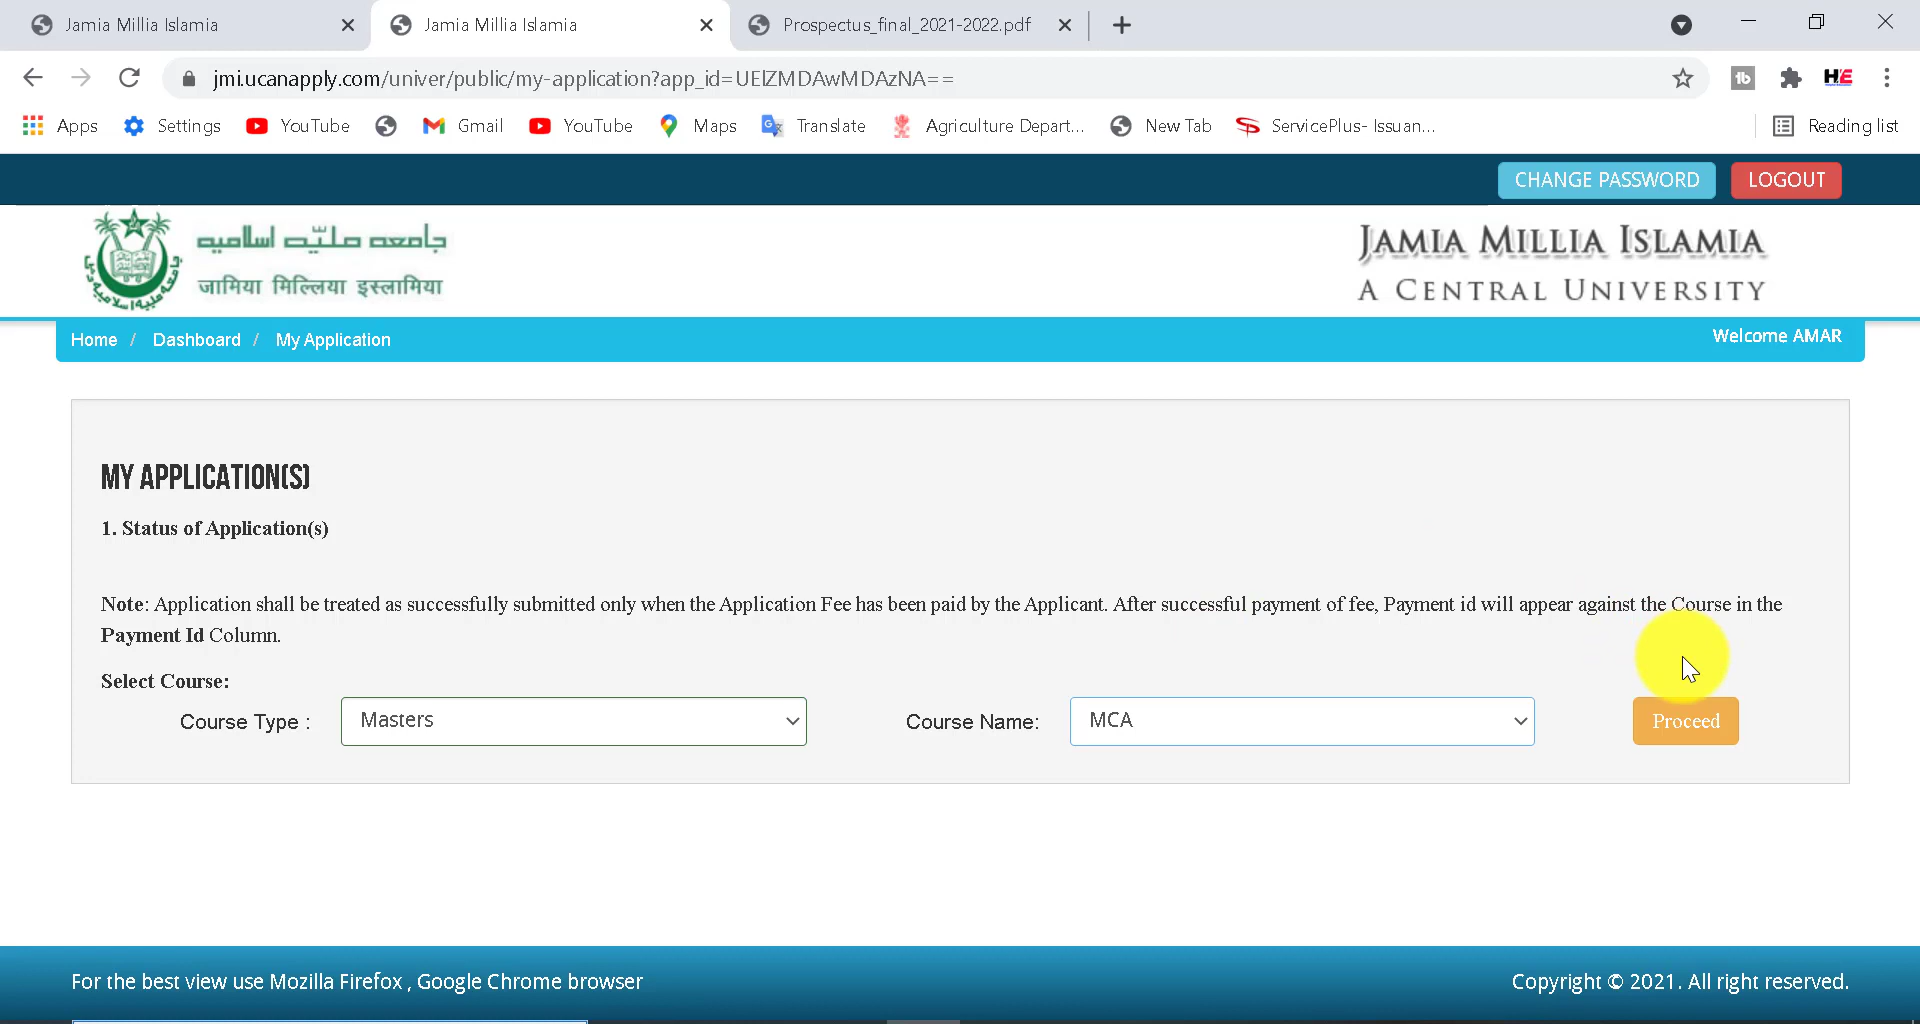 Jamia Millia Islamia
Jamia Millia Islamia
Prospectus_final_2021-2022.pdf
jmi.ucanapply.com/univer/public/my-application?app_id=UElZMDAwMDAzNA==
Apps
Settings
YouTube
Gmail
YouTube
Maps
Translate
Agriculture Depart...
New Tab
ServicePlus- Issuan...
Reading list
CHANGE PASSWORD
LOGOUT
جامعہ ملیّہ اسلامیہ
जामिया मिल्लिया इस्लामिया
JAMIA MILLIA ISLAMIA
A CENTRAL UNIVERSITY
Home / Dashboard / My Application
Welcome AMAR
MY APPLICATION(S)
1. Status of Application(s)
Note: Application shall be treated as successfully submitted only when the Application Fee has been paid by the Applicant. After successful payment of fee, Payment id will appear against the Course in the
Payment Id Column.
Select Course:
Course Type : Masters
Course Name: MCA
Proceed
For the best view use Mozilla Firefox , Google Chrome browser
Copyright © 2021. All right reserved.